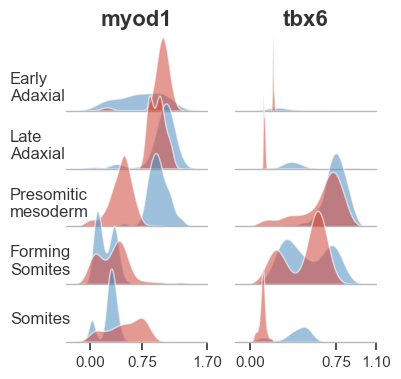 myod1 tbx6
Early
Adaxial
Late
Adaxial
Presomitic
mesoderm
Forming
Somites
Somites
0.00 0.75 1.70 0.00 0.75 1.10